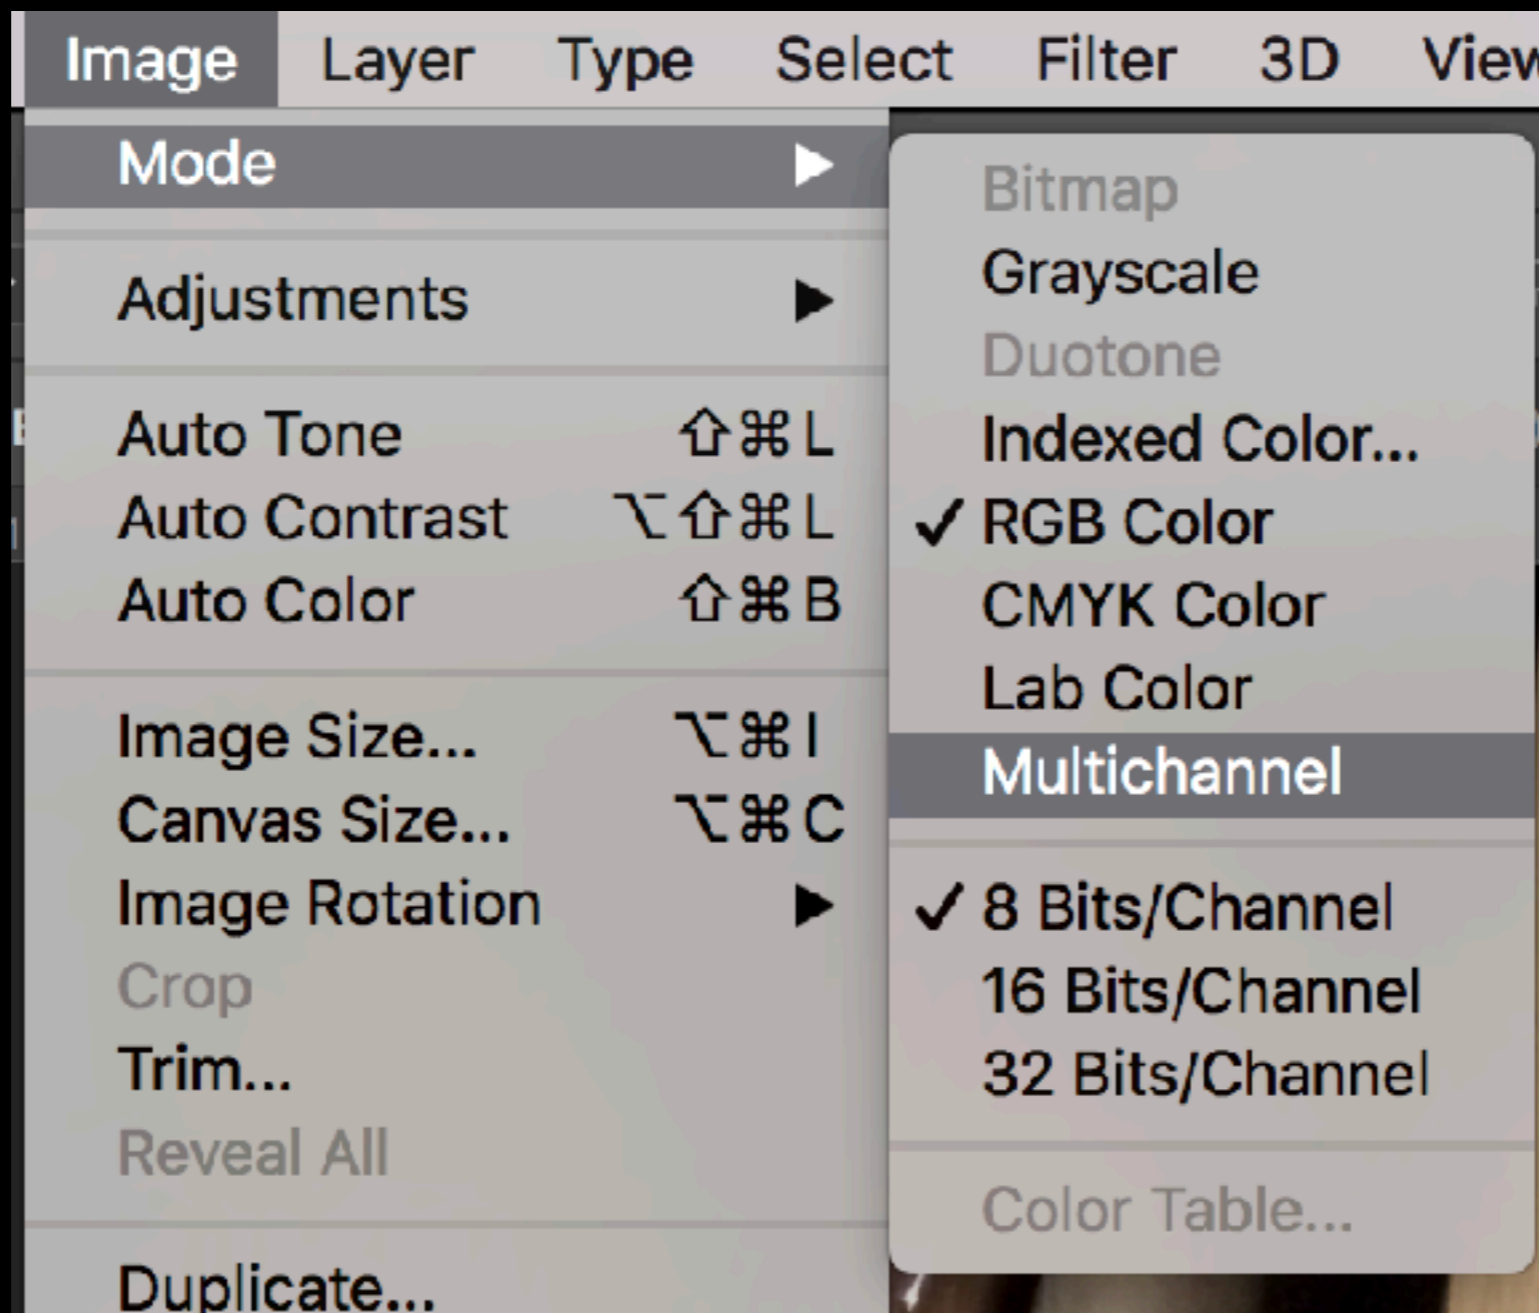 Image Layer Type Select Filter 3D View
Mode ▶
Adjustments ▶
Auto Tone ⇧⌘L
Auto Contrast ⌥⇧⌘L
Auto Color ⇧⌘B
Image Size... ⌥⌘I
Canvas Size... ⌥⌘C
Image Rotation ▶
Crop
Trim...
Reveal All
Duplicate...
Bitmap
Grayscale
Duotone
Indexed Color...
✓ RGB Color
CMYK Color
Lab Color
Multichannel
✓ 8 Bits/Channel
16 Bits/Channel
32 Bits/Channel
Color Table...